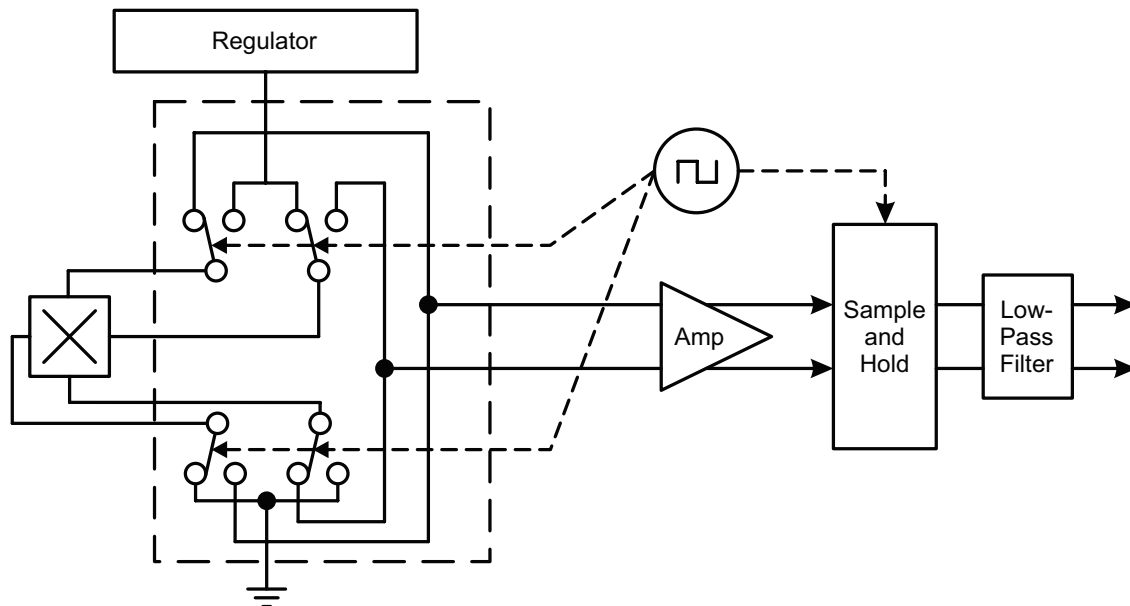 Regulator
Amp
Sample
and
Hold
Low-
Pass
Filter